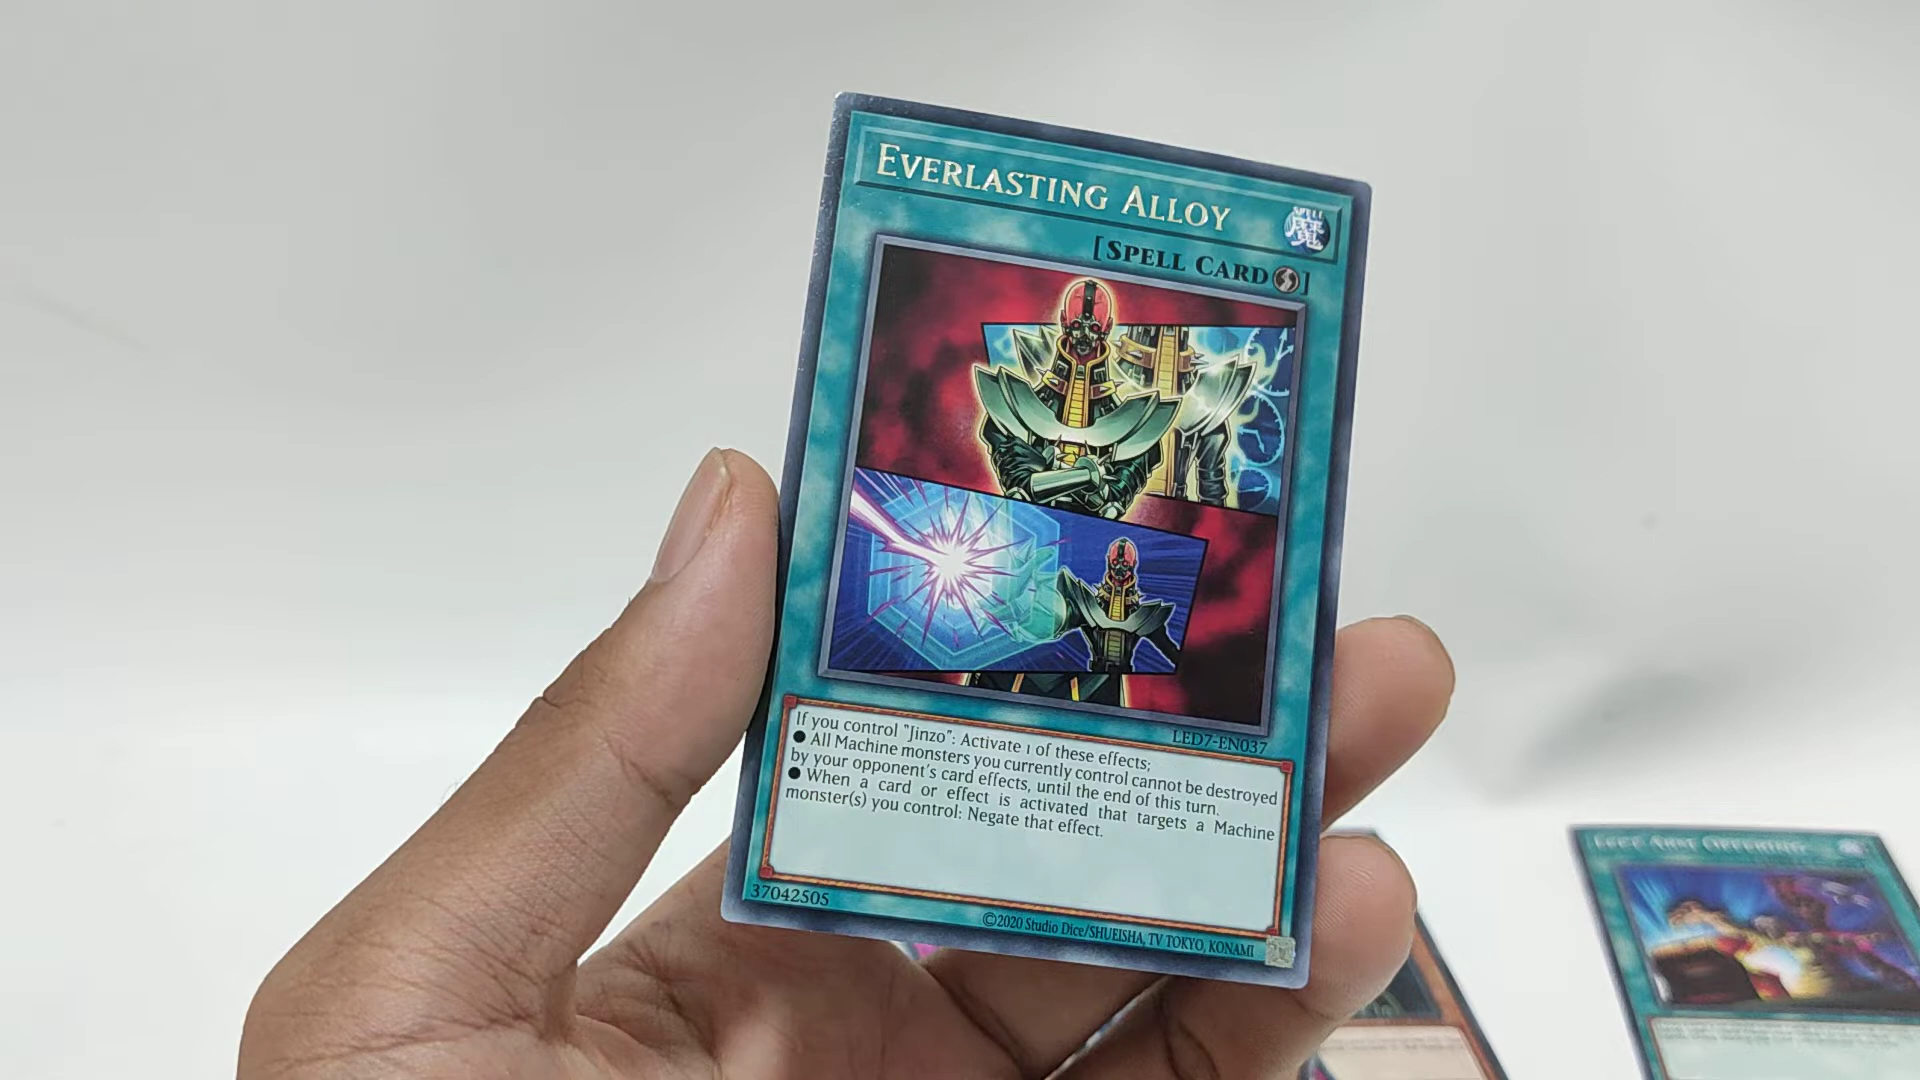 EVERLASTING ALLOY
魔
[SPELL CARD]
LED7-EN037
If you control "Jinzo": Activate 1 of these effects;
● All Machine monsters you currently control cannot be destroyed
by your opponent's card effects, until the end of this turn.
● When a card or effect is activated that targets a Machine
monster(s) you control: Negate that effect.
37042505
©2020 Studio Dice/SHUEISHA, TV TOKYO, KONAMI